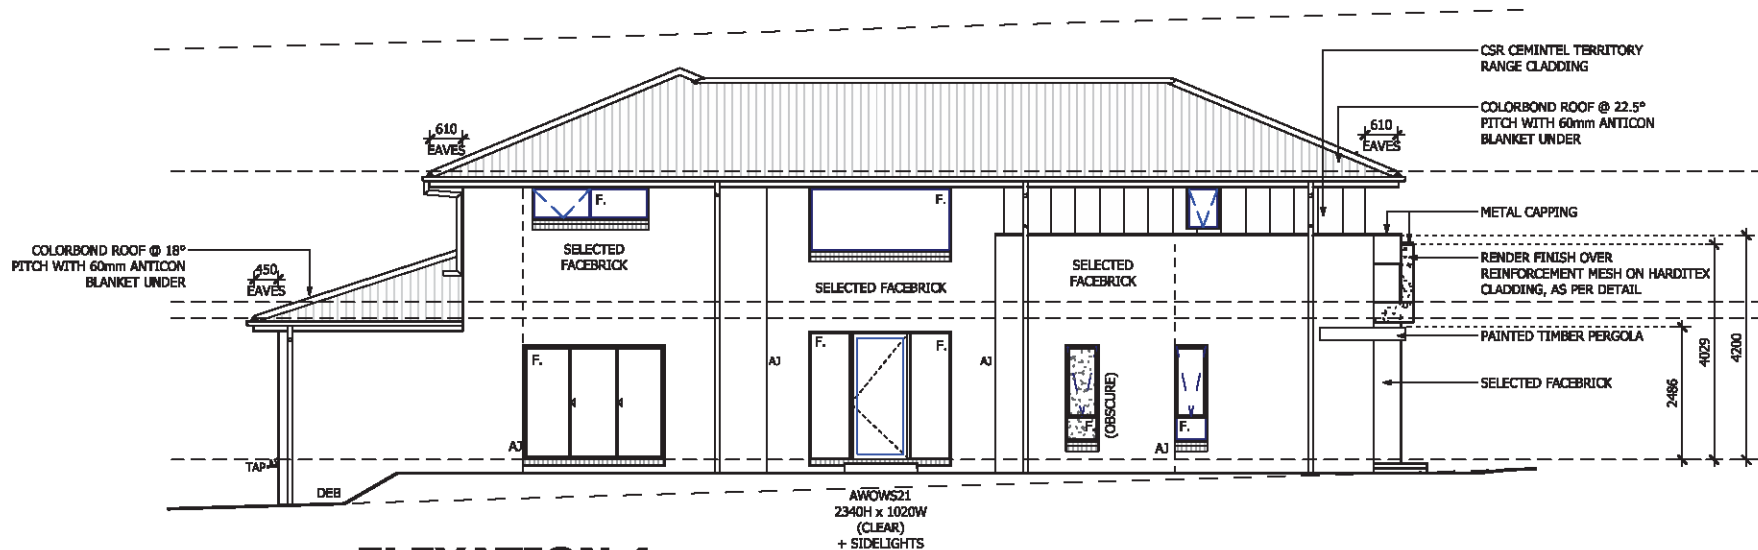 CSR CEMINTEL TERRITORY
RANGE CLADDING
COLORBOND ROOF @ 22.5°
PITCH WITH 60mm ANTICON
BLANKET UNDER
610
EAVES
610
EAVES
F.
F.
METAL CAPPING
COLORBOND ROOF @ 18°
PITCH WITH 60mm ANTICON
BLANKET UNDER
450
EAVES
SELECTED
FACEBRICK
SELECTED FACEBRICK
SELECTED
FACEBRICK
RENDER FINISH OVER
REINFORCEMENT MESH ON HARDITEX
CLADDING, AS PER DETAIL
PAINTED TIMBER PERGOLA
SELECTED FACEBRICK
2486
4029
4200
F.
F.
F.
AJ
AJ
(OBSCURE)
F.
F.
AJ
AJ
TAP
DEB
AWOWS21
2340H x 1020W
(CLEAR)
+ SIDELIGHTS